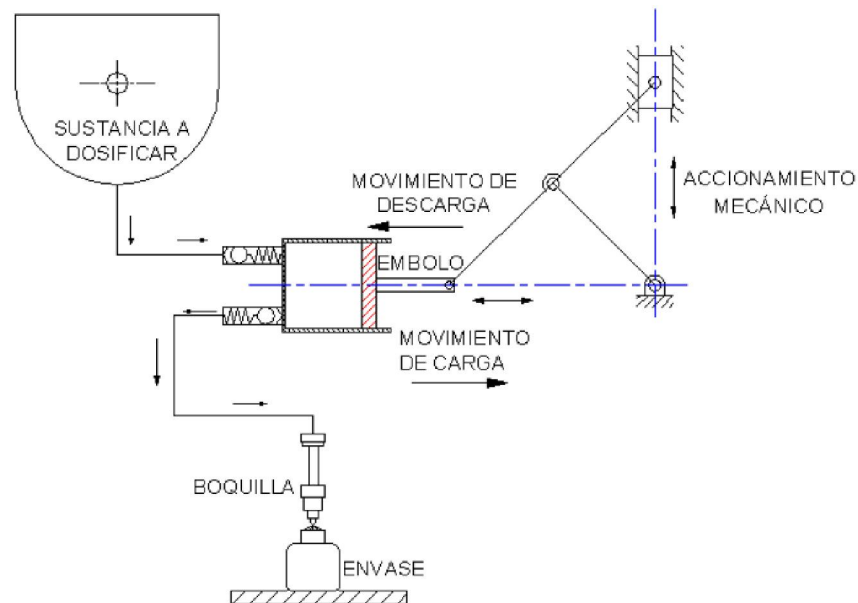 SUSTANCIA A
DOSIFICAR
MOVIMIENTO DE
DESCARGA
ACCIONAMIENTO
MECÁNICO
EMBOLO
MOVIMIENTO
DE CARGA
BOQUILLA
ENVASE